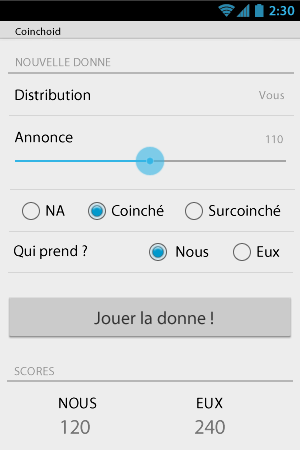 2:30
Coinchoid
NOUVELLE DONNE
Distribution Vous
Annonce 110
NA Coinché Surcoinché
Qui prend ? Nous Eux
Jouer la donne !
SCORES
NOUS EUX
120 240